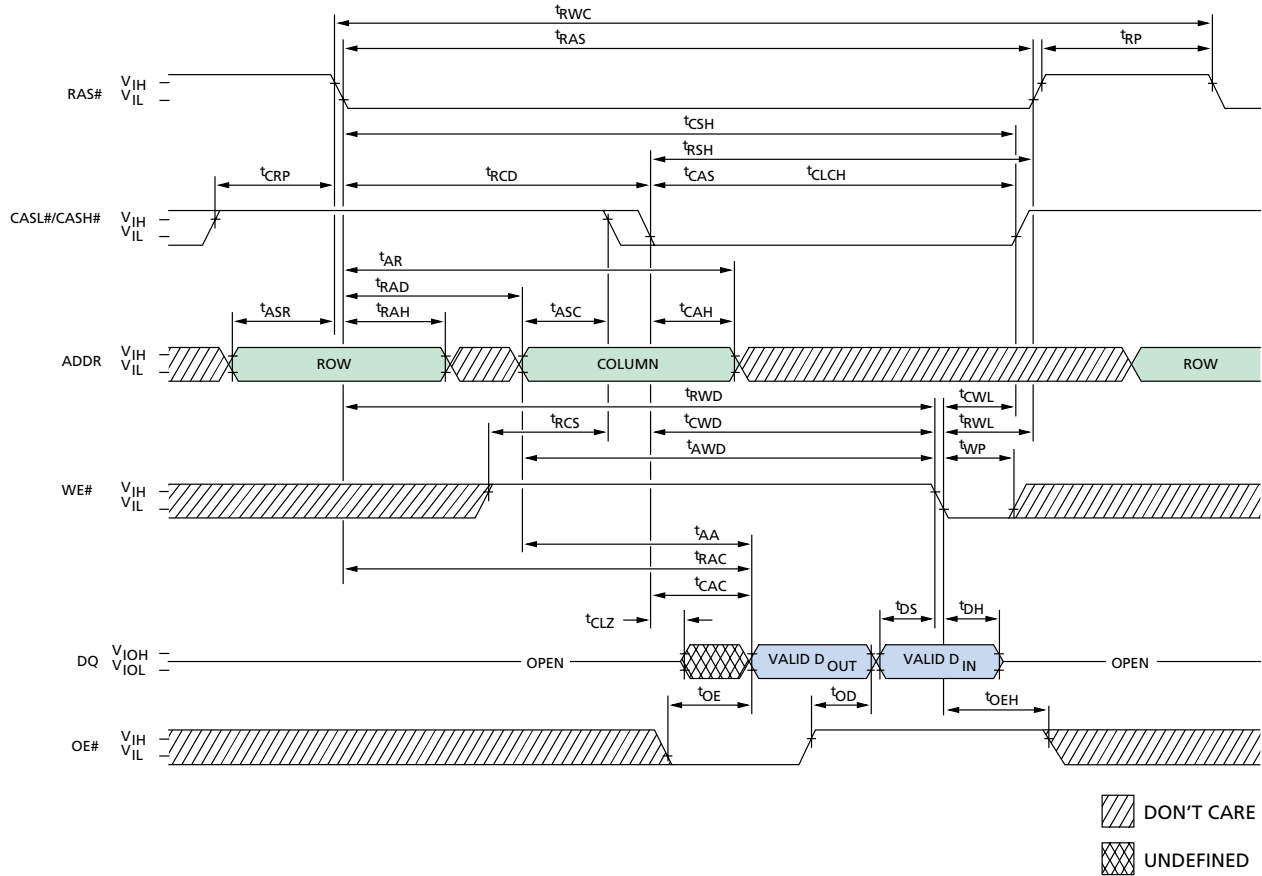 tRWC
tRAS tRP
RAS# VIH
VIL
tCSH
tRSH
tCRP tRCD tCAS tCLCH
CASL#/CASH# VIH
VIL
tAR
tRAD
tASR tRAH tASC tCAH
ADDR VIH
VIL
ROW COLUMN ROW
tRWD tCWL
tRCS tCWD tRWL
tAWD tWP
WE# VIH
VIL
tAA
tRAC
tCAC
tCLZ tDS tDH
DQ VIOH
VIOL
OPEN VALID DOUT VALID DIN OPEN
tOE tOD tOEH
OE# VIH
VIL
DON'T CARE
UNDEFINED